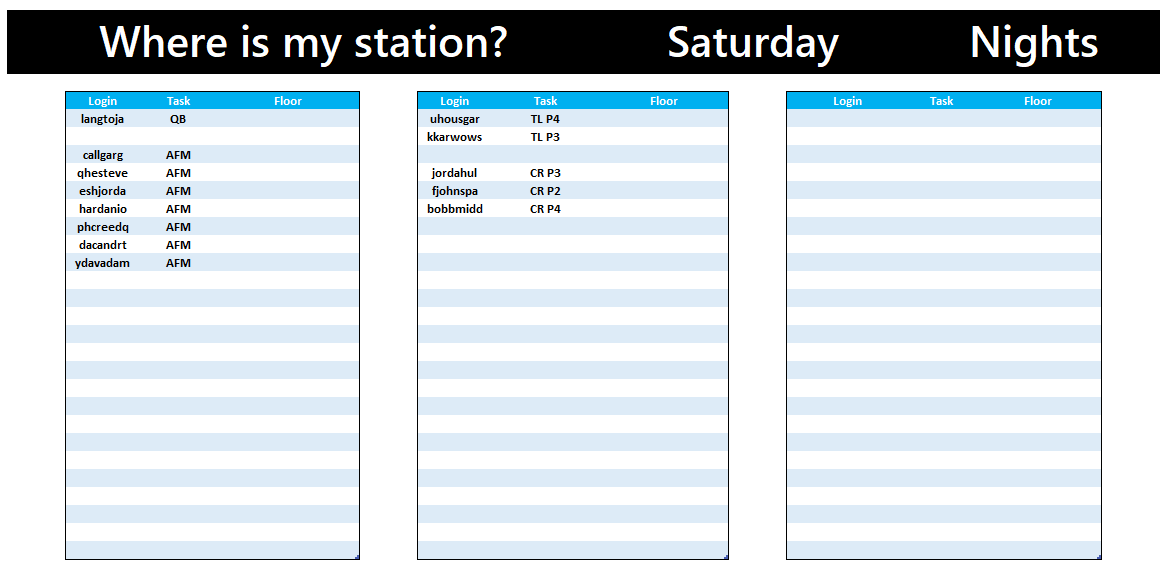 Where is my station? Saturday Nights
Login Task Floor
langtoja QB
callgarg AFM
qhesteve AFM
eshjorda AFM
hardanio AFM
phcreedq AFM
dacandrt AFM
ydavadam AFM
Login Task Floor
uhousgar TL P4
kkarwows TL P3
jordahul CR P3
fjohnspa CR P2
bobbmidd CR P4
Login Task Floor